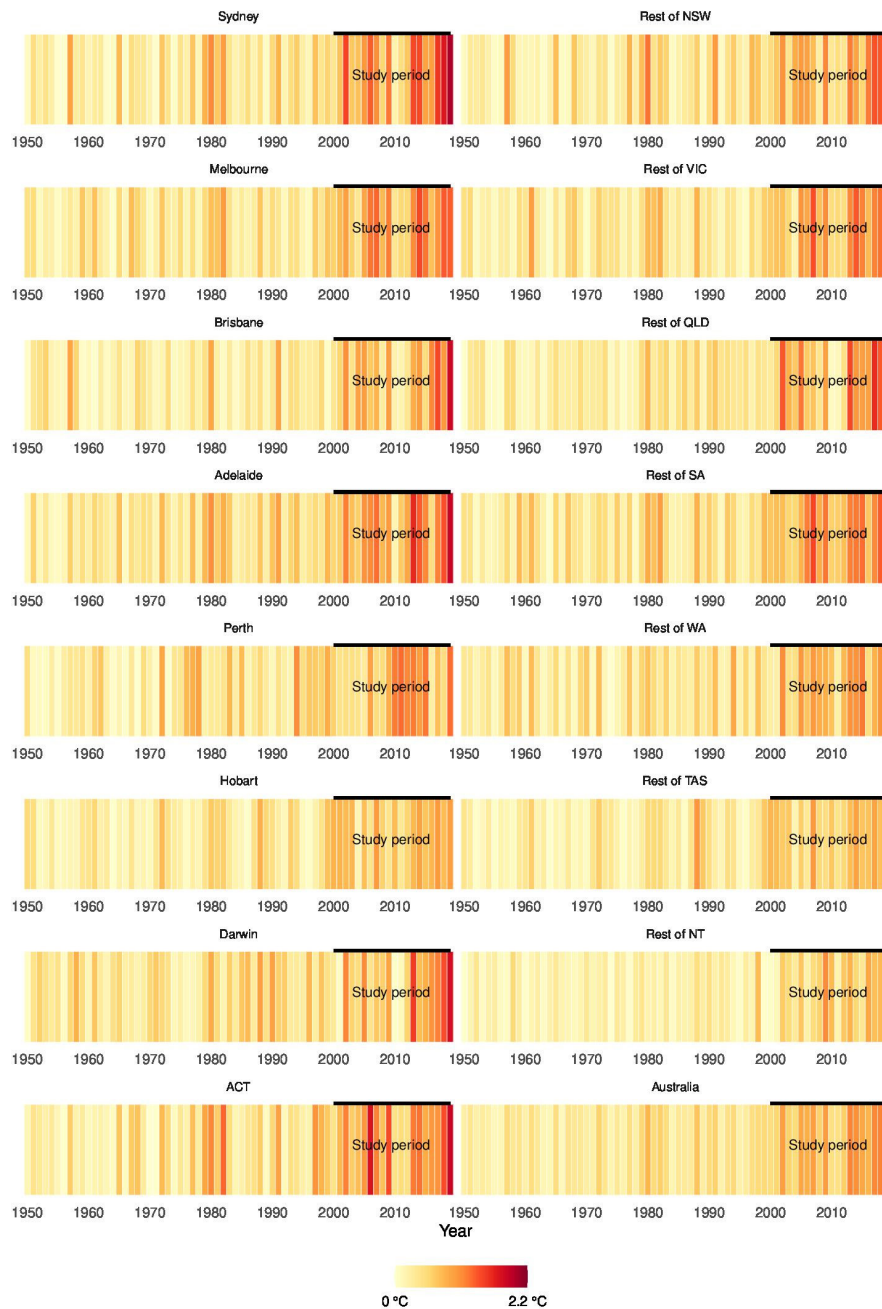 Sydney Rest of NSW
Study period Study period
1950 1960 1970 1980 1990 2000 2010 1950 1960 1970 1980 1990 2000 2010
Melbourne Rest of VIC
Study period Study period
1950 1960 1970 1980 1990 2000 2010 1950 1960 1970 1980 1990 2000 2010
Brisbane Rest of QLD
Study period Study period
1950 1960 1970 1980 1990 2000 2010 1950 1960 1970 1980 1990 2000 2010
Adelaide Rest of SA
Study period Study period
1950 1960 1970 1980 1990 2000 2010 1950 1960 1970 1980 1990 2000 2010
Perth Rest of WA
Study period Study period
1950 1960 1970 1980 1990 2000 2010 1950 1960 1970 1980 1990 2000 2010
Hobart Rest of TAS
Study period Study period
1950 1960 1970 1980 1990 2000 2010 1950 1960 1970 1980 1990 2000 2010
Darwin Rest of NT
Study period Study period
1950 1960 1970 1980 1990 2000 2010 1950 1960 1970 1980 1990 2000 2010
ACT Australia
Study period Study period
1950 1960 1970 1980 1990 2000 2010 1950 1960 1970 1980 1990 2000 2010
Year
0 °C 2.2 °C